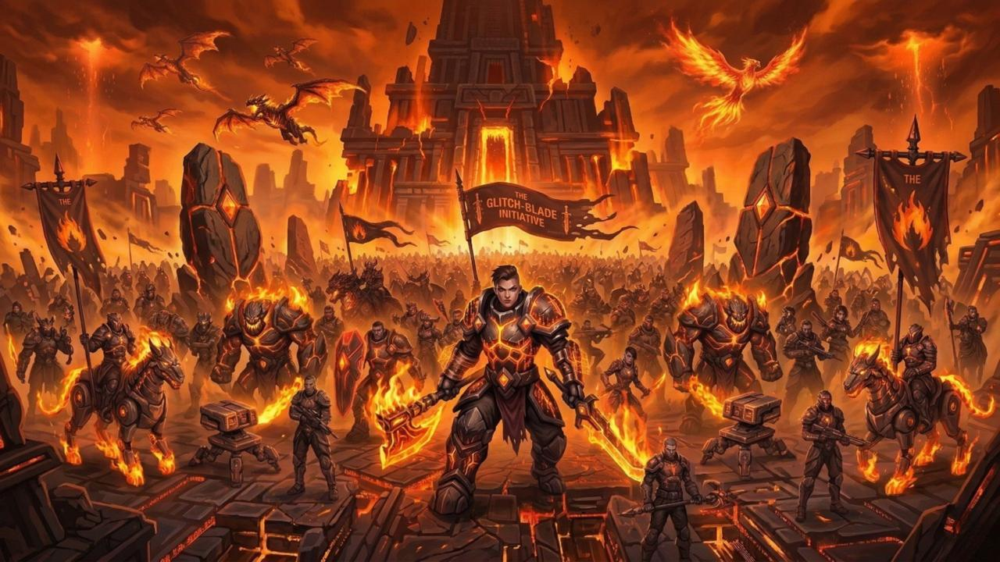 THE
THE
GLITCH-BLADE
INITIATIVE
THE